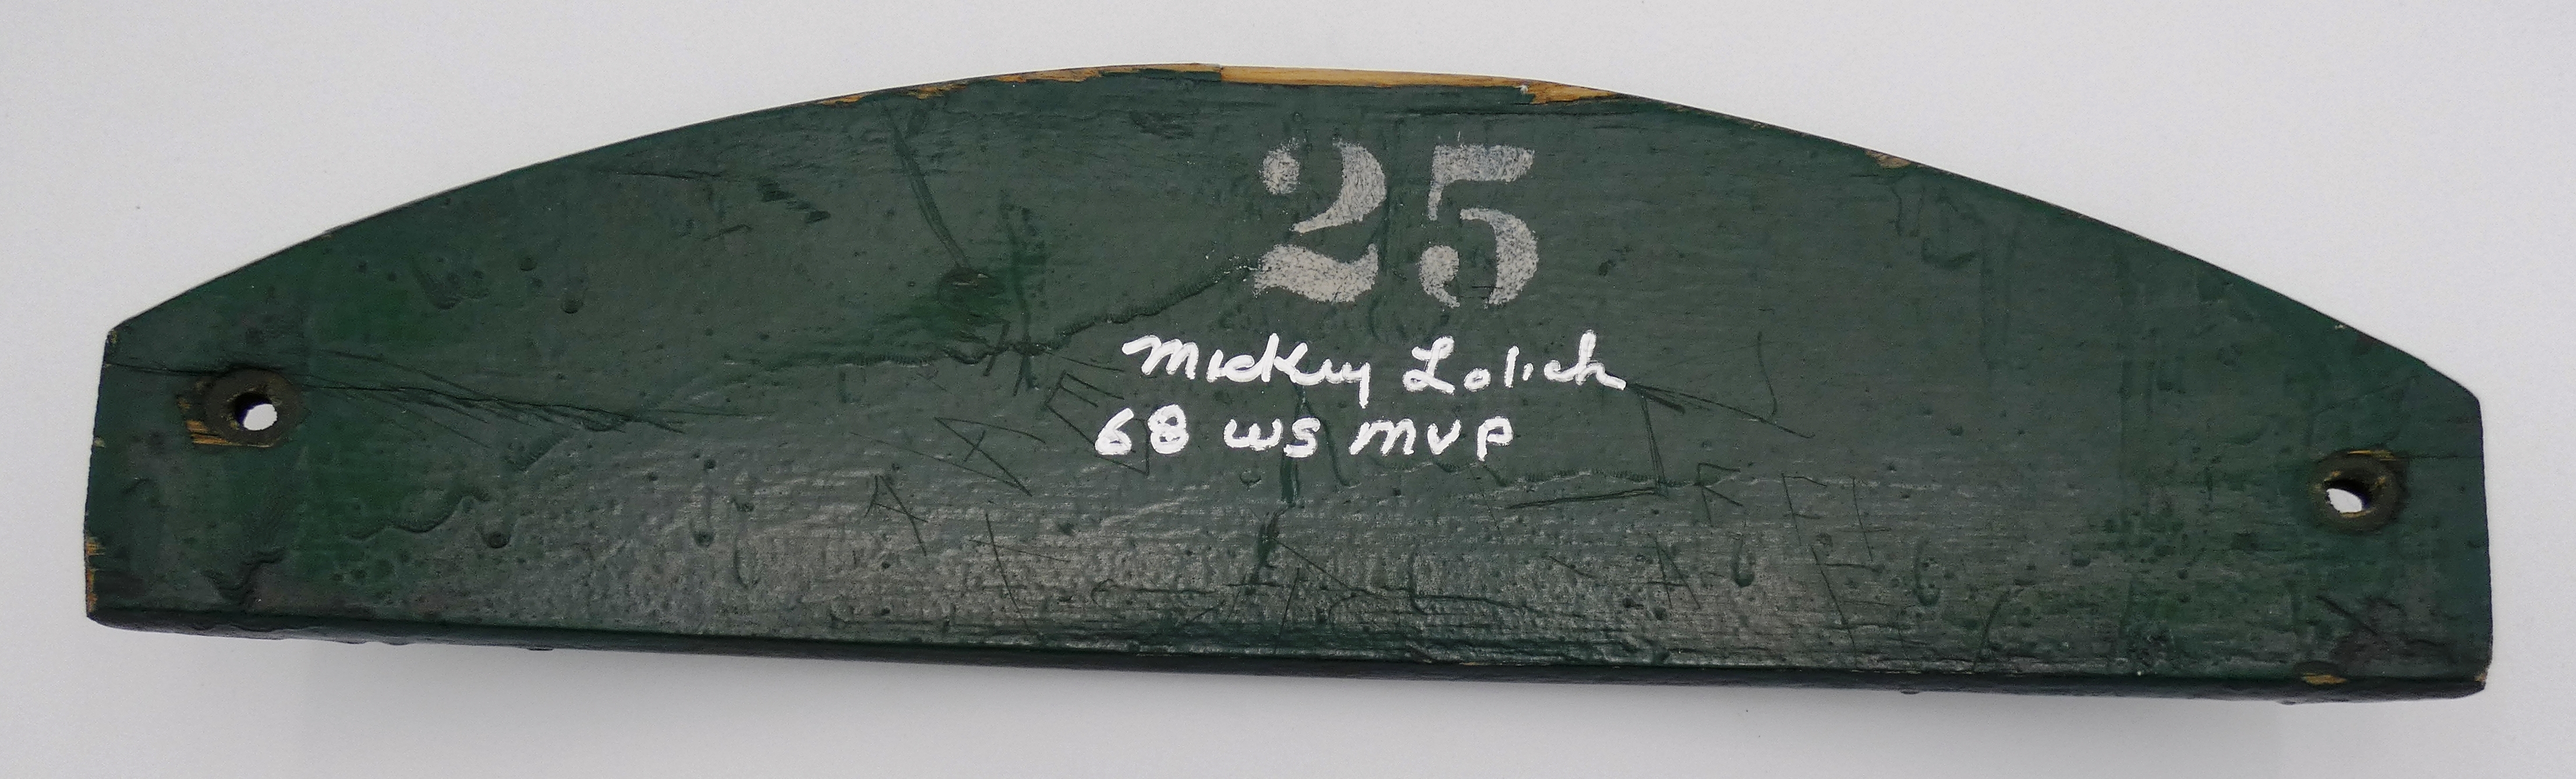 25
Mickey Lolich
68 WS MVP